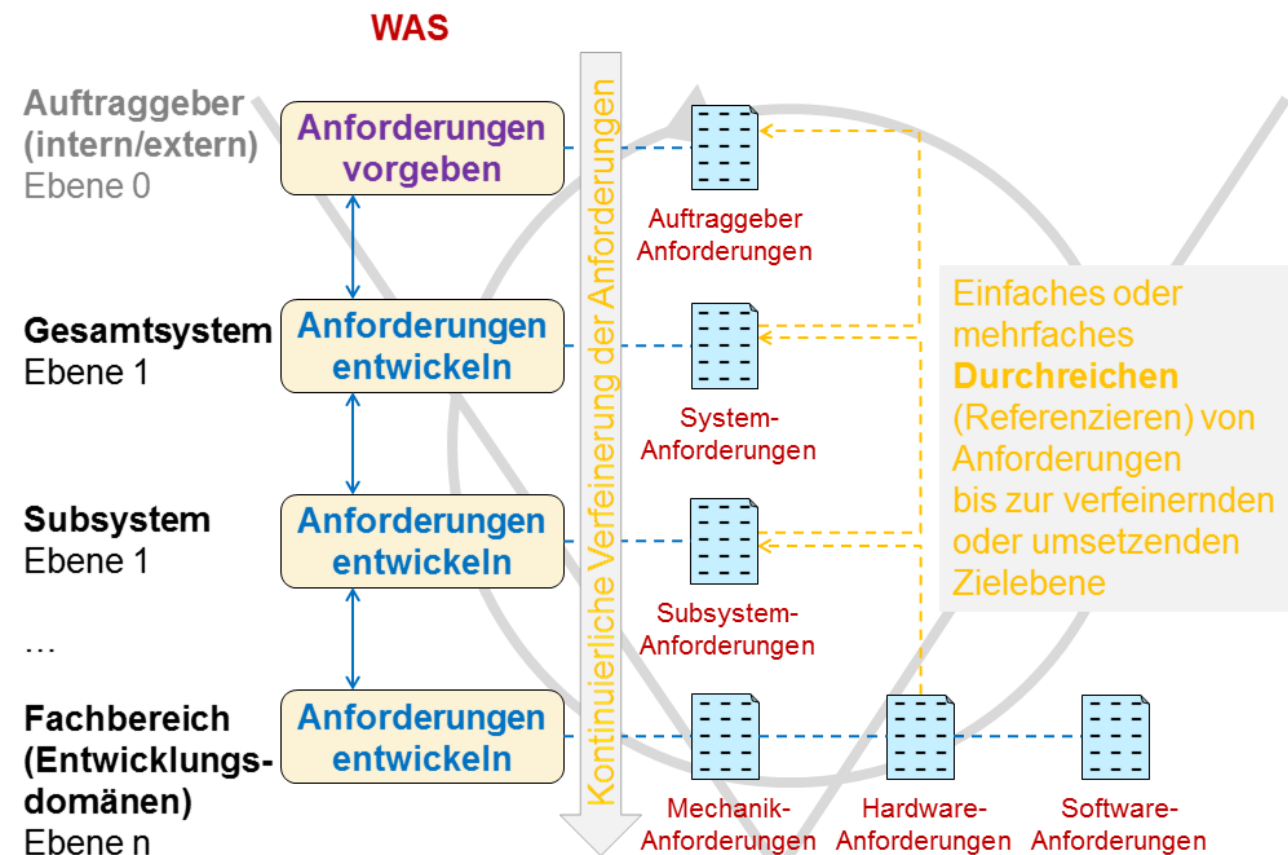 WAS
Auftraggeber
(intern/extern)
Ebene 0
Anforderungen
vorgeben
Auftraggeber
Anforderungen
Gesamtsystem
Ebene 1
Anforderungen
entwickeln
System-
Anforderungen
Subsystem
Ebene 1
Anforderungen
entwickeln
Subsystem-
Anforderungen
...
Fachbereich
(Entwicklungs-
domänen)
Ebene n
Anforderungen
entwickeln
Mechanik-
Anforderungen
Hardware-
Anforderungen
Software-
Anforderungen
Kontinuierliche Verfeinerung der Anforderungen
Einfaches oder
mehrfaches
Durchreichen
(Referenzieren) von
Anforderungen
bis zur verfeinernden
oder umsetzenden
Zielebene